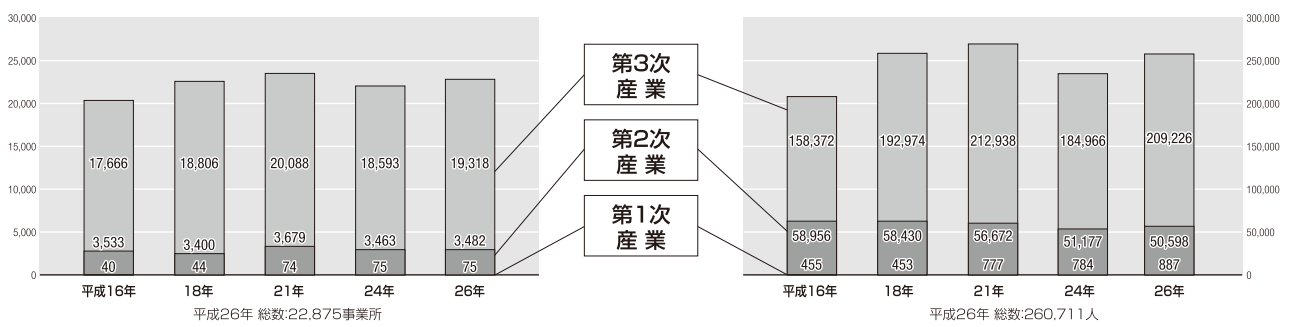 30,000
25,000
20,000
15,000
10,000
5,000
0
17,666 18,806 20,088 18,593 19,318
3,533 3,400 3,679 3,463 3,482
40 44 74 75 75
平成16年 18年 21年 24年 26年
平成26年 総数:22,875事業所
第3次
産 業
第2次
産 業
第1次
産 業
300,000
250,000
200,000
150,000
100,000
50,000
0
158,372 192,974 212,938 184,966 209,226
58,956 58,430 56,672 51,177 50,598
455 453 777 784 887
平成16年 18年 21年 24年 26年
平成26年 総数:260,711人